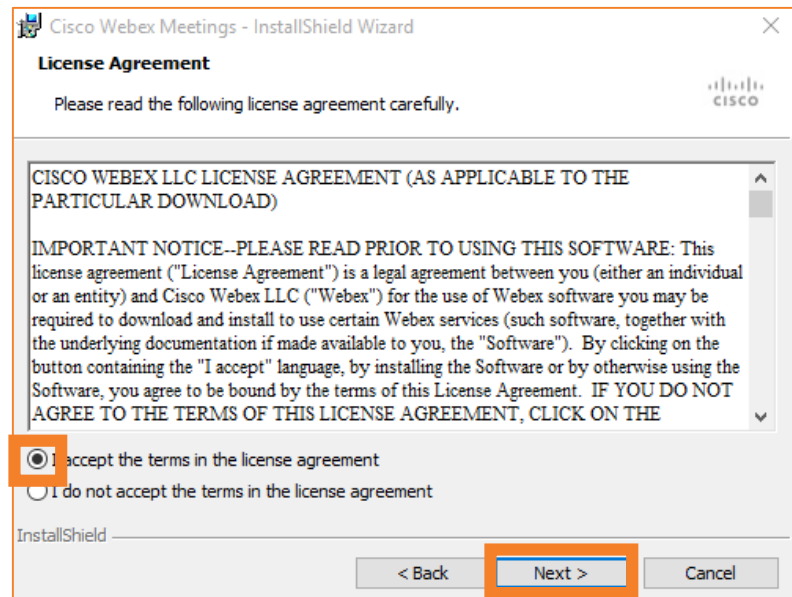 Cisco Webex Meetings - InstallShield Wizard
License Agreement
Please read the following license agreement carefully.
CISCO
CISCO WEBEX LLC LICENSE AGREEMENT (AS APPLICABLE TO THE
PARTICULAR DOWNLOAD)
IMPORTANT NOTICE--PLEASE READ PRIOR TO USING THIS SOFTWARE: This
license agreement ("License Agreement") is a legal agreement between you (either an individual
or an entity) and Cisco Webex LLC ("Webex") for the use of Webex software you may be
required to download and install to use certain Webex services (such software, together with
the underlying documentation if made available to you, the "Software"). By clicking on the
button containing the "I accept" language, by installing the Software or by otherwise using the
Software, you agree to be bound by the terms of this License Agreement. IF YOU DO NOT
AGREE TO THE TERMS OF THIS LICENSE AGREEMENT, CLICK ON THE
I accept the terms in the license agreement
I do not accept the terms in the license agreement
InstallShield
< Back Next > Cancel